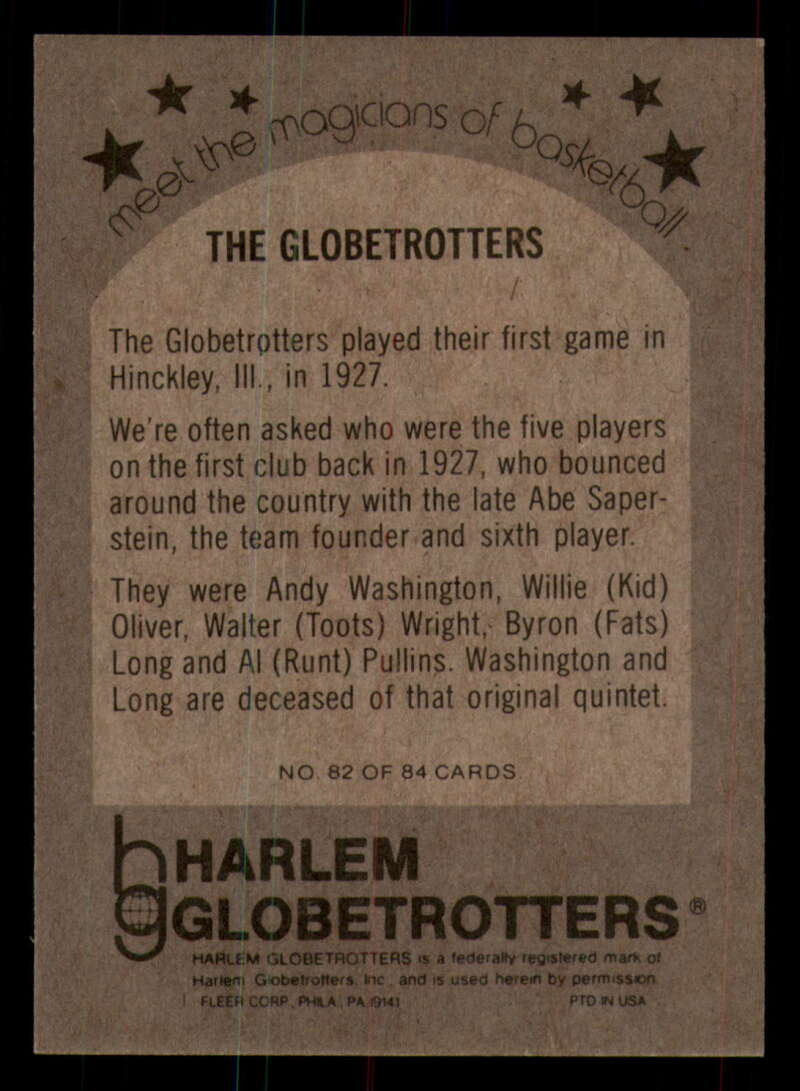 meet the magicians of basketball.
THE GLOBETROTTERS
The Globetrotters played their first game in
Hinckley, Ill., in 1927.
We're often asked who were the five players
on the first club back in 1927, who bounced
around the country with the late Abe Saper-
stein, the team founder and sixth player.
They were Andy Washington, Willie (Kid)
Oliver, Walter (Toots) Wright, Byron (Fats)
Long and Al (Runt) Pullins. Washington and
Long are deceased of that original quintet.
NO. 82 OF 84 CARDS
hg HARLEM
GLOBETROTTERS®
HARLEM GLOBETROTTERS is a federally registered mark of
Harlem Globetrotters, Inc., and is used herein by permission.
FLEER CORP., PHILA., PA 19141 PTD IN USA